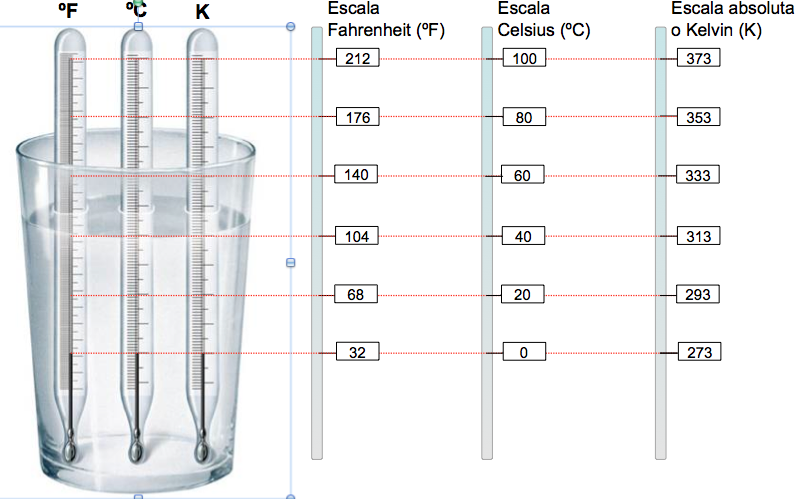 ºF ºC K
Escala
Fahrenheit (ºF)
Escala
Celsius (ºC)
Escala absoluta
o Kelvin (K)
212 100 373
176 80 353
140 60 333
104 40 313
68 20 293
32 0 273